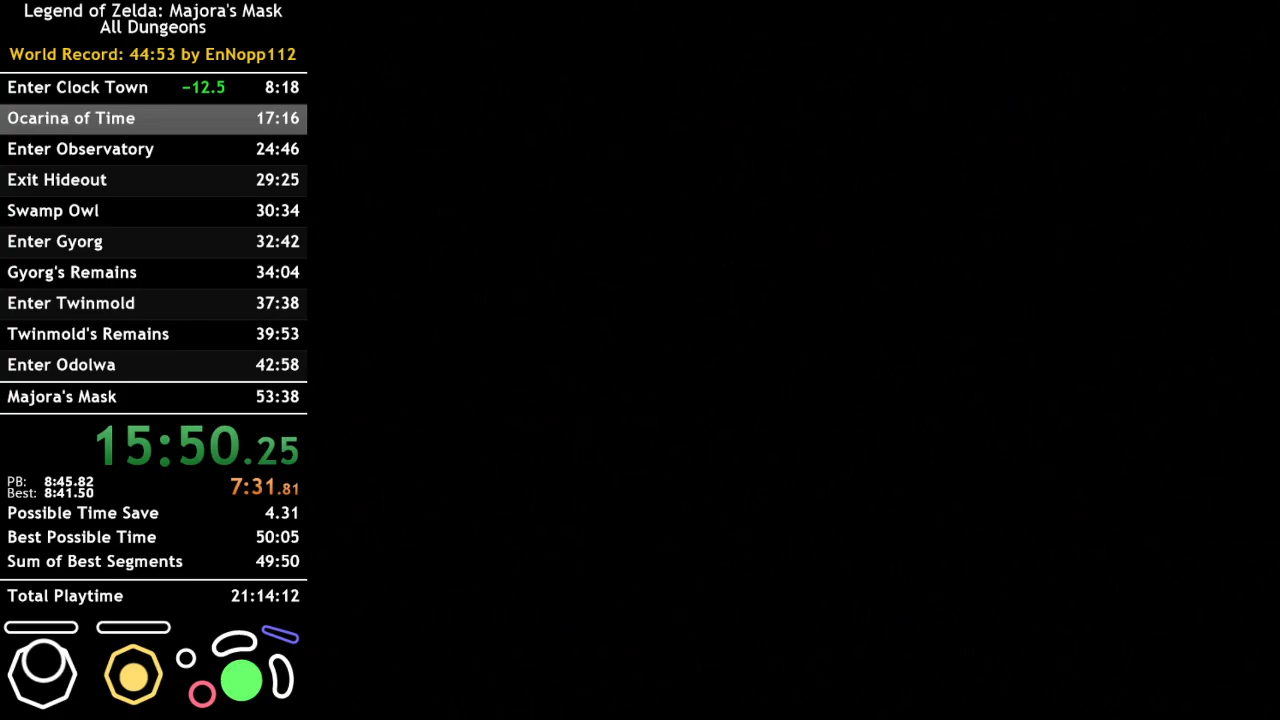 Legend of Zelda: Majora's Mask
All Dungeons
World Record: 44:53 by EnNopp112
Enter Clock Town −12.5 8:18
Ocarina of Time 17:16
Enter Observatory 24:46
Exit Hideout 29:25
Swamp Owl 30:34
Enter Gyorg 32:42
Gyorg's Remains 34:04
Enter Twinmold 37:38
Twinmold's Remains 39:53
Enter Odolwa 42:58
Majora's Mask 53:38
15:50.25
PB: 8:45.82
Best: 8:41.50 7:31.81
Possible Time Save 4.31
Best Possible Time 50:05
Sum of Best Segments 49:50
Total Playtime 21:14:12